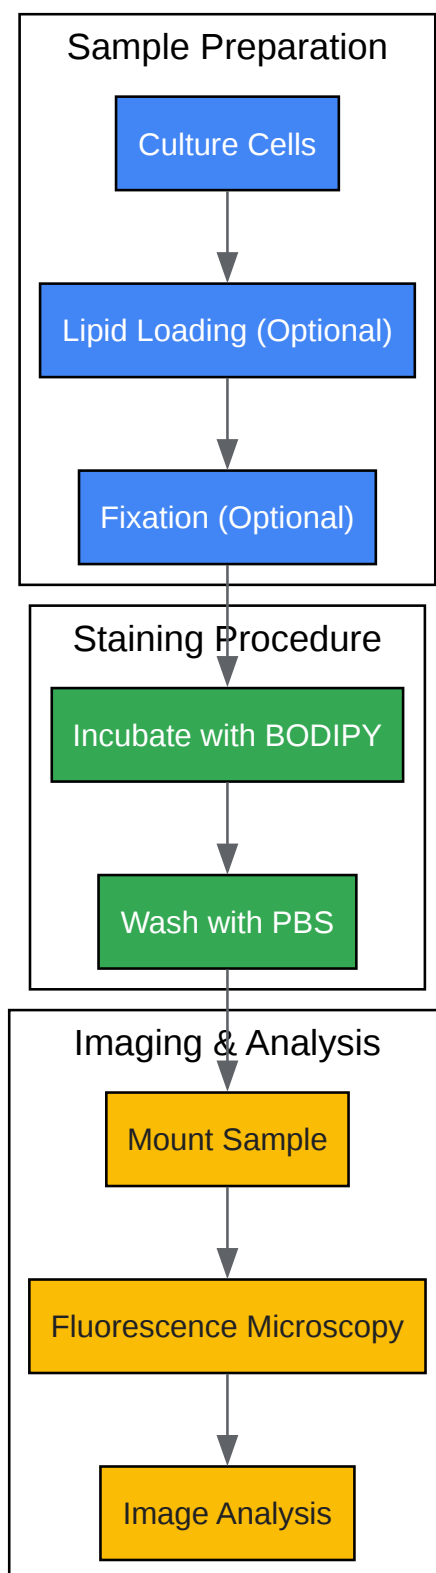 Sample Preparation
Culture Cells
Lipid Loading (Optional)
Fixation (Optional)
Staining Procedure
Incubate with BODIPY
Wash with PBS
Imaging & Analysis
Mount Sample
Fluorescence Microscopy
Image Analysis